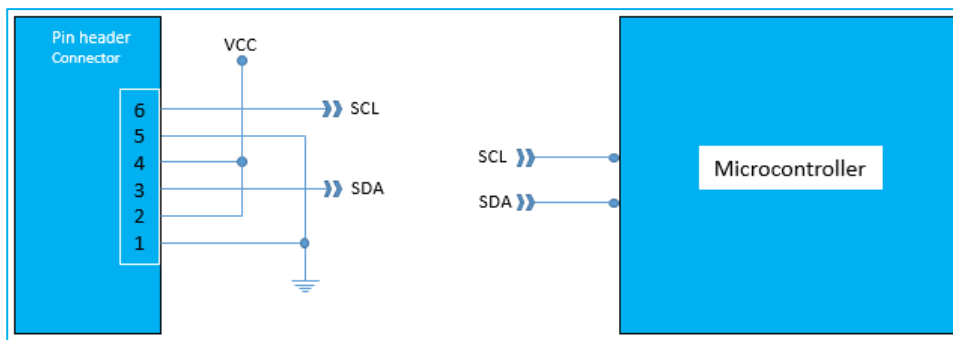 Pin header
Connector
VCC
6
SCL
5
4
3
SDA
2
1
SCL
SDA
Microcontroller